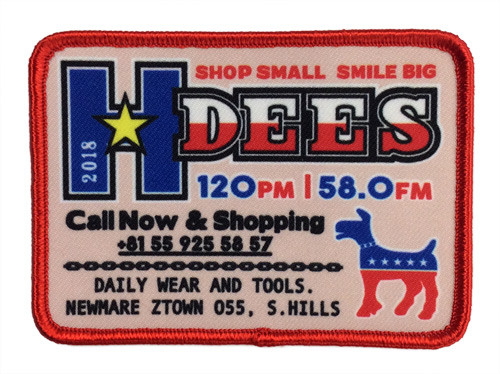 SHOP SMALL SMILE BIG
2018
H DEES
120PM | 58.0FM
Call Now & Shopping
+81 55 925 58 57
DAILY WEAR AND TOOLS.
NEWMARE ZTOWN 055, S.HILLS